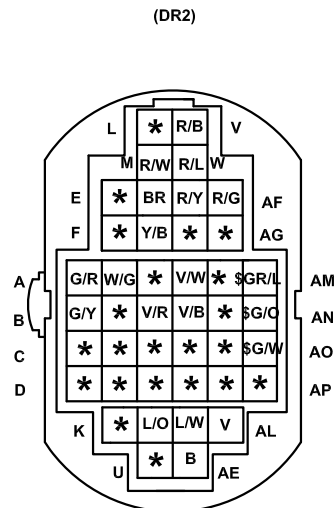 (DR2)
L * R/B V
M R/W R/L W
E * BR R/Y R/G AF
F * Y/B * * AG
A G/R W/G * V/W * $GR/L AM
B G/Y * V/R V/B * $G/O AN
C * * * * * $G/W AO
D * * * * * * AP
K * L/O L/W V AL
U * B AE